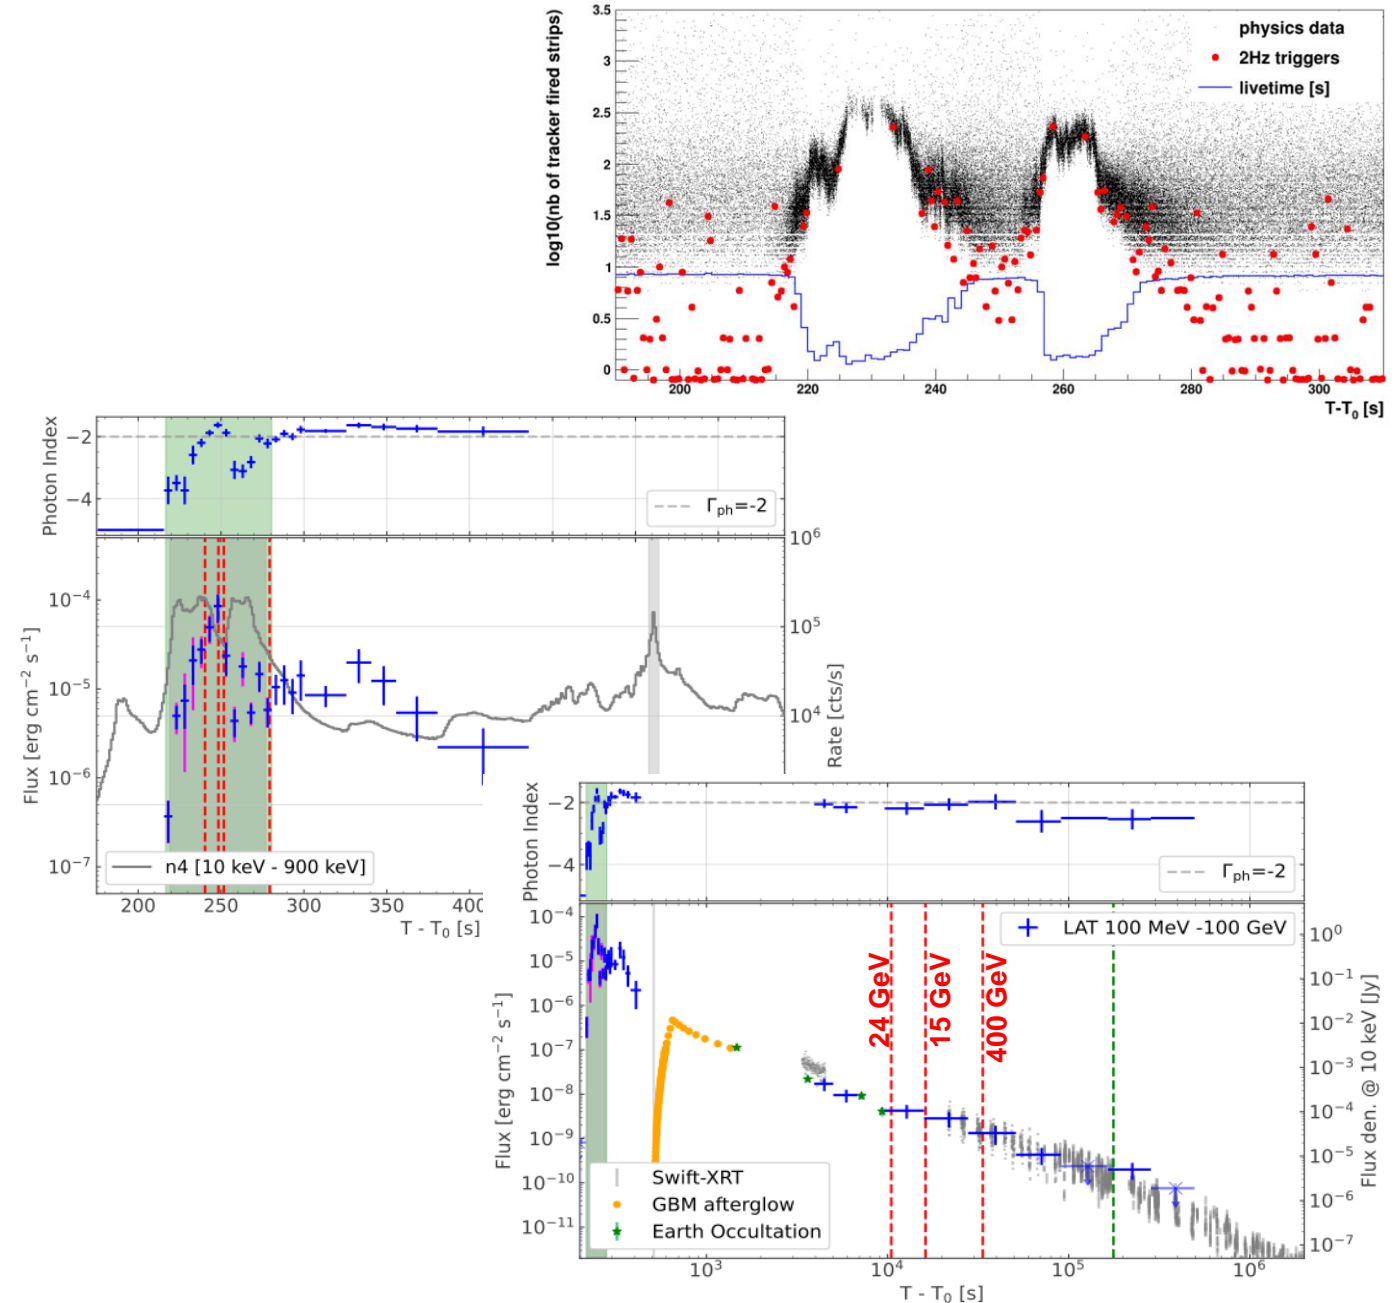 log10(nb of tracker fired strips)
3.5
3
2.5
2
1.5
1
0.5
0
physics data
2Hz triggers
livetime [s]
200
220
240
260
280
300
T-T₀ [s]
Photon Index
−2
−4
Γph=-2
Flux [erg cm⁻² s⁻¹]
10⁻⁴
10⁻⁵
10⁻⁶
10⁻⁷
10⁶
10⁵
10⁴
Rate [cts/s]
n4 [10 keV - 900 keV]
200
250
300
350
400
T - T₀ [s]
Photon Index
−2
−4
Γph=-2
Flux [erg cm⁻² s⁻¹]
10⁻⁴
10⁻⁵
10⁻⁶
10⁻⁷
10⁻⁸
10⁻⁹
10⁻¹⁰
10⁻¹¹
24 GeV
15 GeV
400 GeV
LAT 100 MeV -100 GeV
Swift-XRT
GBM afterglow
Earth Occultation
10⁰
10⁻¹
10⁻²
10⁻³
10⁻⁴
10⁻⁵
10⁻⁶
10⁻⁷
Flux den. @ 10 keV [Jy]
10³
10⁴
10⁵
10⁶
T - T₀ [s]